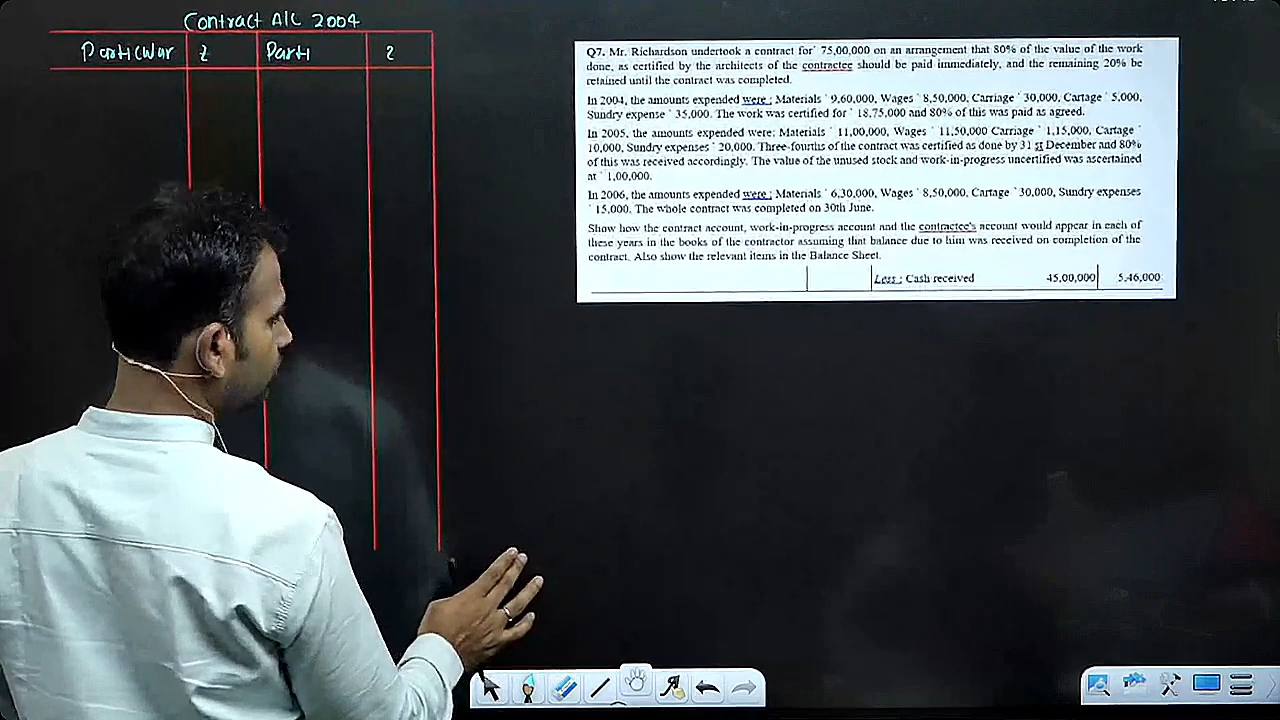 Contract A/C 2004
Particular ₹ Parti ₹
Q7. Mr. Richardson undertook a contract for` 75,00,000 on an arrangement that 80% of the value of the work
done, as certified by the architects of the contractee should be paid immediately, and the remaining 20% be
retained until the contract was completed.
In 2004, the amounts expended were ; Materials ` 9,60,000, Wages ` 8,50,000, Carriage ` 30,000, Cartage ` 5,000,
Sundry expense ` 35,000. The work was certified for ` 18,75,000 and 80% of this was paid as agreed.
In 2005, the amounts expended were; Materials ` 11,00,000, Wages ` 11,50,000 Carriage ` 1,15,000, Cartage `
10,000, Sundry expenses ` 20,000. Three-fourths of the contract was certified as done by 31 st December and 80%
of this was received accordingly. The value of the unused stock and work-in-progress uncertified was ascertained
at ` 1,00,000.
In 2006, the amounts expended were ; Materials ` 6,30,000, Wages ` 8,50,000, Cartage ` 30,000, Sundry expenses
` 15,000. The whole contract was completed on 30th June.
Show how the contract account, work-in-progress account and the contractee's account would appear in each of
these years in the books of the contractor assuming that balance due to him was received on completion of the
contract. Also show the relevant items in the Balance Sheet.
Less ; Cash received 45,00,000 5,46,000